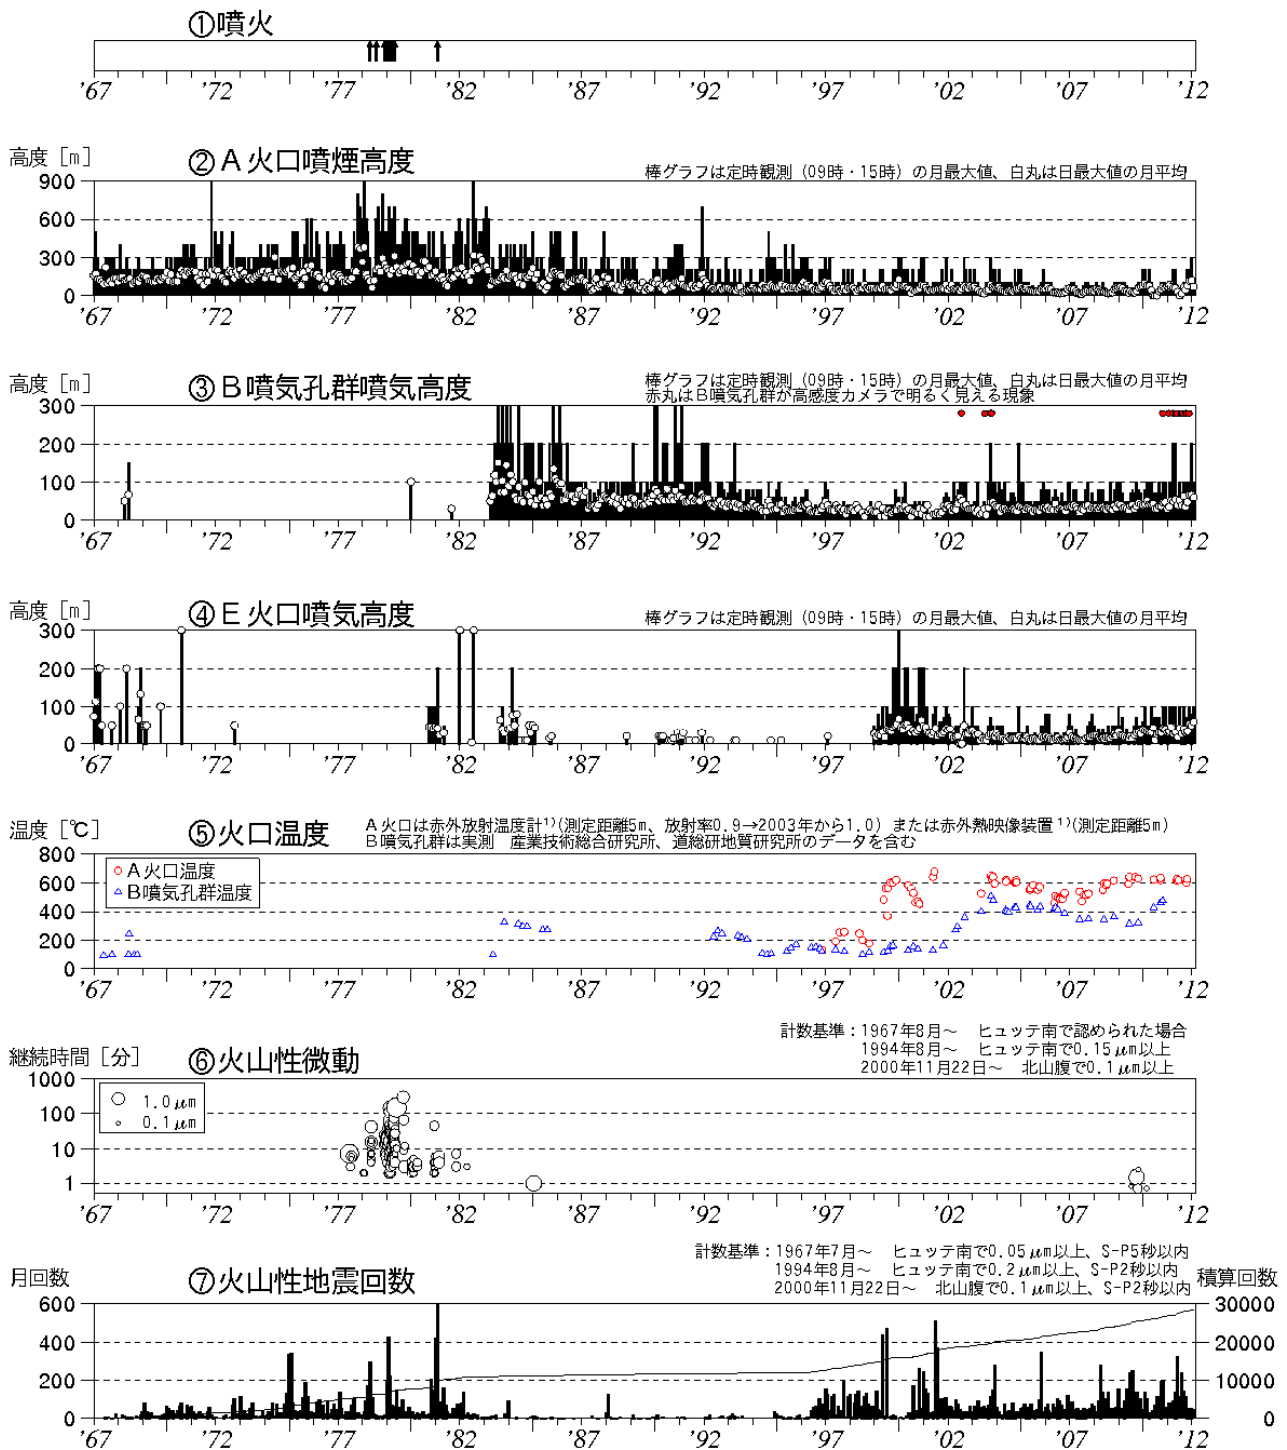 ①噴火
'67 '72 '77 '82 '87 '92 '97 '02 '07 '12
高度［m］ ②A火口噴煙高度
棒グラフは定時観測（09時・15時）の月最大値、白丸は日最大値の月平均
900
600
300
0
'67 '72 '77 '82 '87 '92 '97 '02 '07 '12
高度［m］ ③B噴気孔群噴気高度
棒グラフは定時観測（09時・15時）の月最大値、白丸は日最大値の月平均
赤丸はB噴気孔群が高感度カメラで明るく見える現象
300
200
100
0
'67 '72 '77 '82 '87 '92 '97 '02 '07 '12
高度［m］ ④E火口噴気高度
棒グラフは定時観測（09時・15時）の月最大値、白丸は日最大値の月平均
300
200
100
0
'67 '72 '77 '82 '87 '92 '97 '02 '07 '12
温度［℃］ ⑤火口温度
A火口は赤外放射温度計¹⁾(測定距離5m、放射率0.9→2003年から1.0) または赤外熱映像装置¹⁾(測定距離5m)
B噴気孔群は実測 産業技術総合研究所、道総研地質研究所のデータを含む
800
600
400
200
0
A火口温度
B噴気孔群温度
'67 '72 '77 '82 '87 '92 '97 '02 '07 '12
計数基準：1967年8月～ ヒュッテ南で認められた場合
1994年8月～ ヒュッテ南で0.15μm以上
2000年11月22日～ 北山腹で0.1μm以上
継続時間［分］ ⑥火山性微動
1000
100
10
1
1.0μm
0.1μm
'67 '72 '77 '82 '87 '92 '97 '02 '07 '12
計数基準：1967年7月～ ヒュッテ南で0.05μm以上、S-P5秒以内
1994年8月～ ヒュッテ南で0.2μm以上、S-P2秒以内
2000年11月22日～ 北山腹で0.1μm以上、S-P2秒以内
月回数 ⑦火山性地震回数 積算回数
600 30000
400 20000
200 10000
0 0
'67 '72 '77 '82 '87 '92 '97 '02 '07 '12